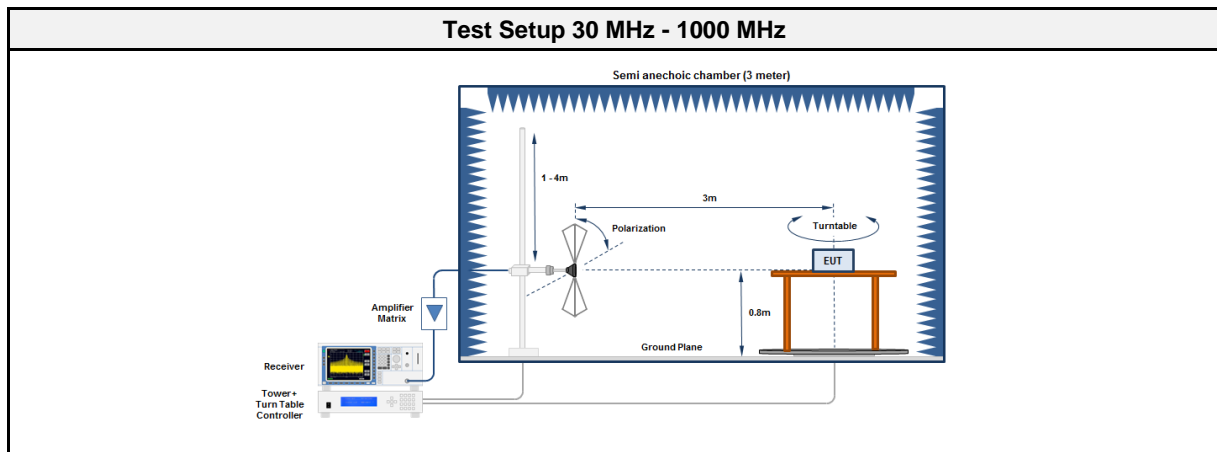 Test Setup 30 MHz - 1000 MHz
Semi anechoic chamber (3 meter)
1 - 4m
3m
Polarization
Turntable
EUT
Amplifier
Matrix
0.8m
Ground Plane
Receiver
Tower+
Turn Table
Controller